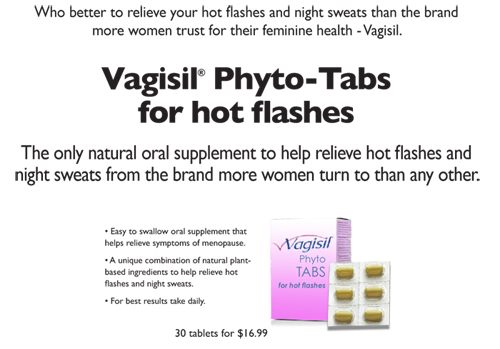 Who better to relieve your hot flashes and night sweats than the brand
more women trust for their feminine health - Vagisil.
Vagisil® Phyto-Tabs
for hot flashes
The only natural oral supplement to help relieve hot flashes and
night sweats from the brand more women turn to than any other.
• Easy to swallow oral supplement that
helps relieve symptoms of menopause.
• A unique combination of natural plant-
based ingredients to help relieve hot
flashes and night sweats.
• For best results take daily.
Vagisil
Phyto
TABS
for hot flashes
30 tablets for $16.99